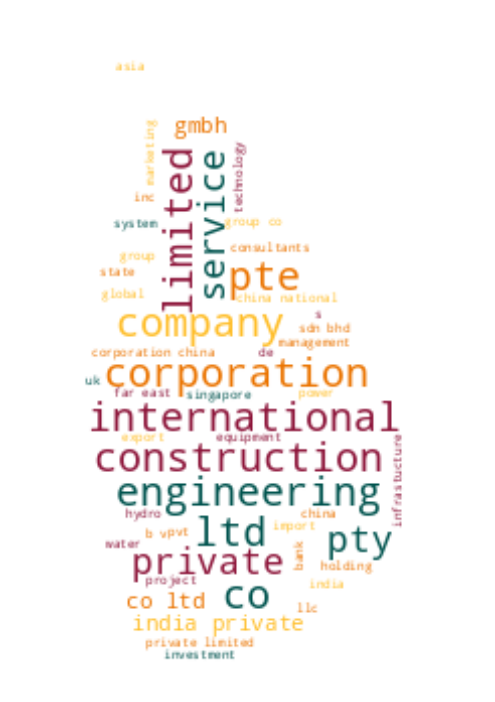 asia
gmbh
marketing
limited
service
technology
inc
system
group co
group
consultants
state
pte
global
china national
company
s
sdn bhd
management
corporation china
de
uk
corporation
far east
singapore
power
international
export
equipment
construction
infrastucture
engineering
hydro
china
ltd
import
b v
pvt
pty
water
private
bank
holding
project
india
co ltd
co
llc
india private
private limited
investment